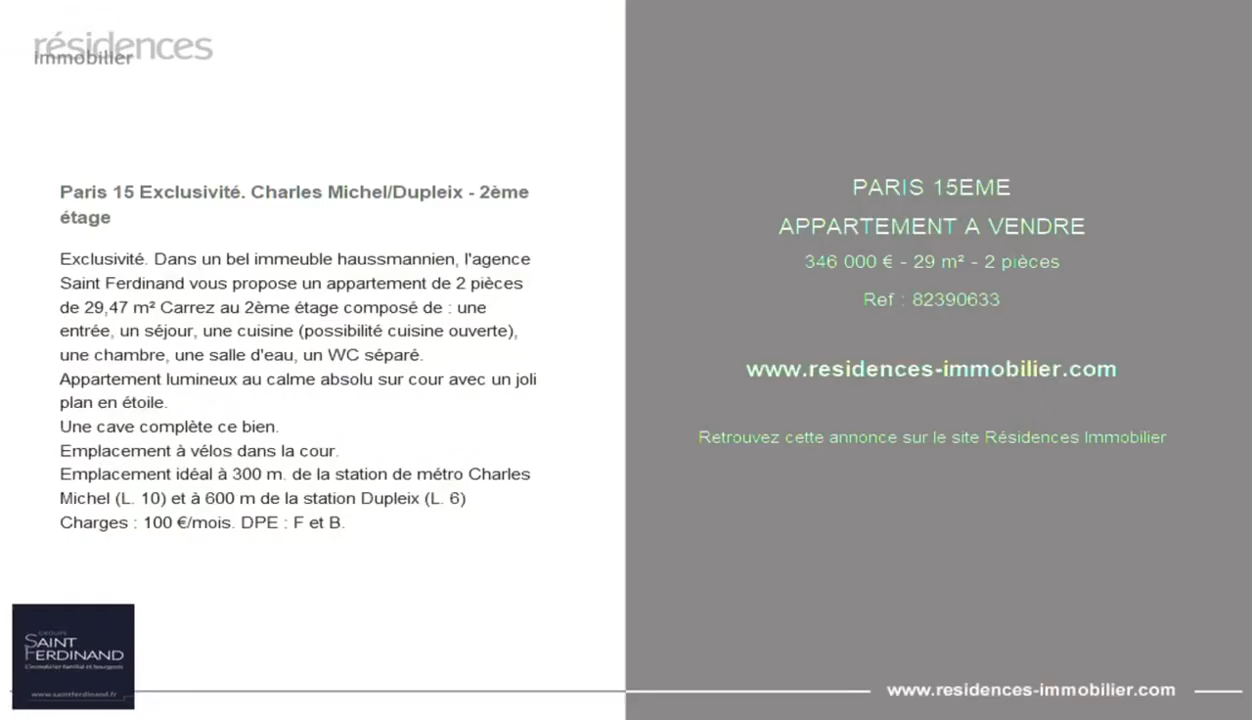 résidences
immobilier
Paris 15 Exclusivité. Charles Michel/Dupleix - 2ème
étage
Exclusivité. Dans un bel immeuble haussmannien, l'agence
Saint Ferdinand vous propose un appartement de 2 pièces
de 29,47 m² Carrez au 2ème étage composé de : une
entrée, un séjour, une cuisine (possibilité cuisine ouverte),
une chambre, une salle d'eau, un WC séparé.
Appartement lumineux au calme absolu sur cour avec un joli
plan en étoile.
Une cave complète ce bien.
Emplacement à vélos dans la cour.
Emplacement idéal à 300 m. de la station de métro Charles
Michel (L. 10) et à 600 m de la station Dupleix (L. 6)
Charges : 100 €/mois. DPE : F et B.
GROUPE
SAINT
FERDINAND
L'immobilier familial et bourgeois
www.saintferdinand.fr
PARIS 15EME
APPARTEMENT A VENDRE
346 000 € - 29 m² - 2 pièces
Ref : 82390633
www.residences-immobilier.com
Retrouvez cette annonce sur le site Résidences Immobilier
www.residences-immobilier.com